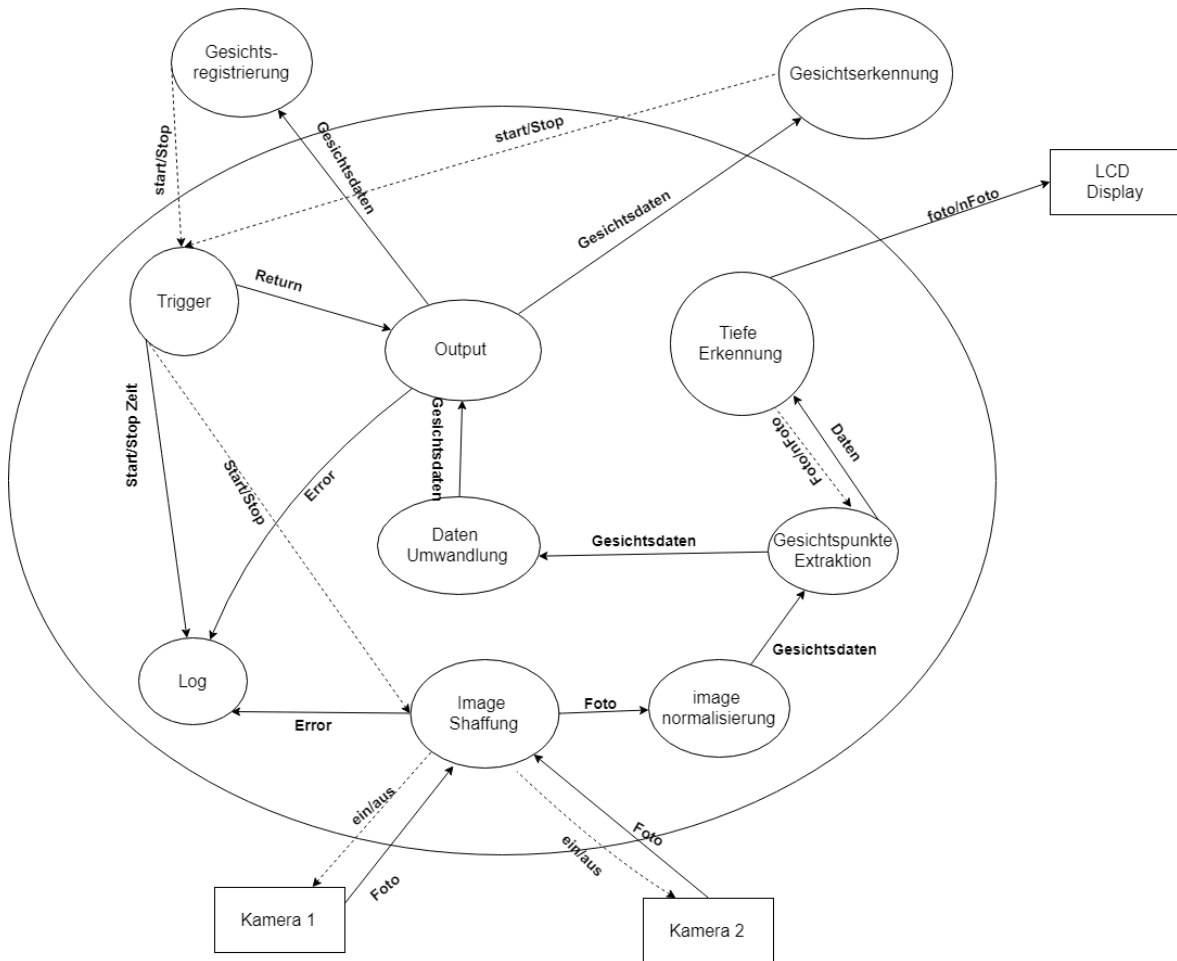 Gesichts-
registrierung
Gesichtserkennung
start/Stop
start/Stop
Gesichtsdaten
Gesichtsdaten
LCD
Display
foto/nFoto
Trigger
Return
Output
Tiefe
Erkennung
Start/Stop Zeit
Start/Stop
Error
Gesichtsdaten
Foto/nFoto
Daten
Daten
Umwandlung
Gesichtsdaten
Gesichtspunkte
Extraktion
Gesichtsdaten
Log
Error
Image
Shaffung
Foto
image
normalisierung
ein/aus
Foto
ein/aus
Foto
Kamera 1
Kamera 2